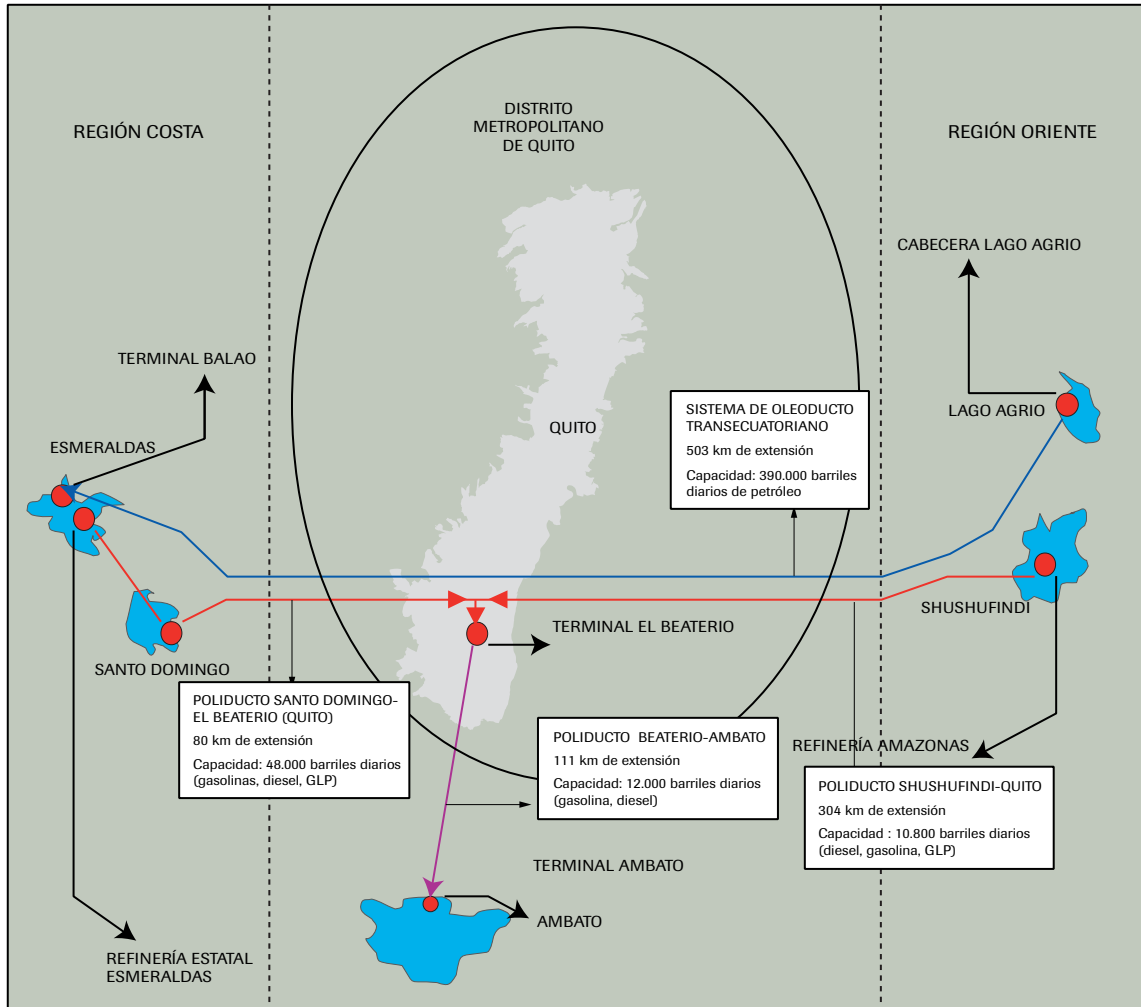 DISTRITO
METROPOLITANO
DE QUITO
REGIÓN COSTA
REGIÓN ORIENTE
CABECERA LAGO AGRIO
TERMINAL BALAO
LAGO AGRIO
ESMERALDAS
QUITO
SISTEMA DE OLEODUCTO
TRANSECUATORIANO
503 km de extensión
Capacidad: 390.000 barriles
diarios de petróleo
SHUSHUFINDI
TERMINAL EL BEATERIO
SANTO DOMINGO
POLIDUCTO SANTO DOMINGO-
EL BEATERIO (QUITO)
80 km de extensión
Capacidad: 48.000 barriles diarios
(gasolinas, diesel, GLP)
POLIDUCTO BEATERIO-AMBATO
111 km de extensión
Capacidad: 12.000 barriles diarios
(gasolina, diesel)
REFINERÍA AMAZONAS
POLIDUCTO SHUSHUFINDI-QUITO
304 km de extensión
Capacidad : 10.800 barriles diarios
(diesel, gasolina, GLP)
TERMINAL AMBATO
AMBATO
REFINERÍA ESTATAL
ESMERALDAS